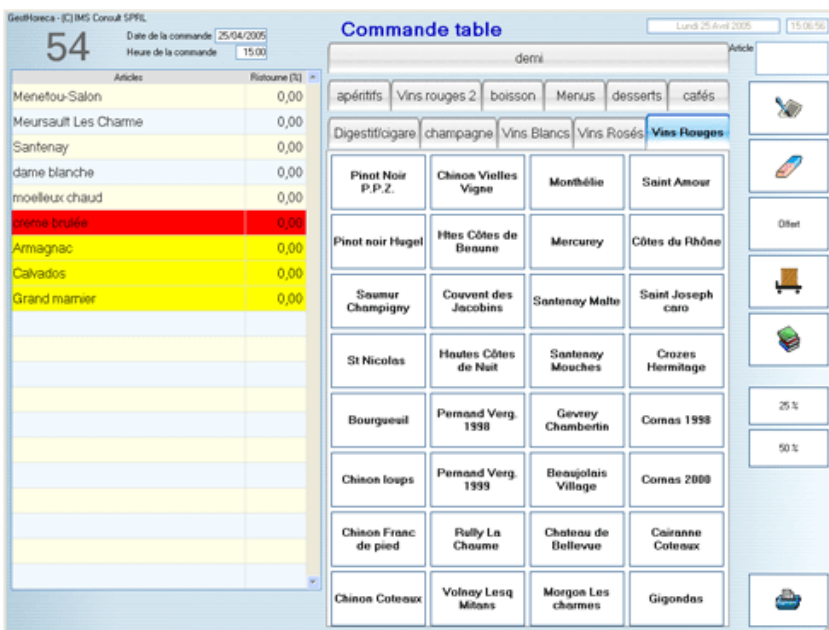 GestHoreca - (C) IMS Consult SPRL
54
Date de la commande 25/04/2005
Heure de la commande 15:00
Commande table
Lundi 25 Avril 2005
15:06:56
demi
Article
Articles Ristourne (%)
Menetou-Salon 0,00
Meursault Les Charme 0,00
Santenay 0,00
dame blanche 0,00
moelleux chaud 0,00
creme brulée 0,00
Armagnac 0,00
Calvados 0,00
Grand marnier 0,00
apéritifs Vins rouges 2 boisson Menus desserts cafés
Digestif/cigare champagne Vins Blancs Vins Rosés Vins Rouges
Pinot Noir
P.P.Z.
Chinon Vielles
Vigne
Monthélie
Saint Amour
Pinot noir Hugel
Htes Côtes de
Beaune
Mercurey
Côtes du Rhône
Saumur
Champigny
Couvent des
Jacobins
Santenay Malte
Saint Joseph
caro
St Nicolas
Hautes Côtes
de Nuit
Santenay
Mouches
Crozes
Hermitage
Bourgueuil
Pernand Verg.
1998
Gevrey
Chambertin
Cornas 1998
Chinon loups
Pernand Verg.
1999
Beaujolais
Village
Cornas 2000
Chinon Franc
de pied
Rully La
Chaume
Chateau de
Bellevue
Cairanne
Coteaux
Chinon Coteaux
Volnay Lesq
Mitans
Morgon Les
charmes
Gigondas
Offert
25 %
50 %